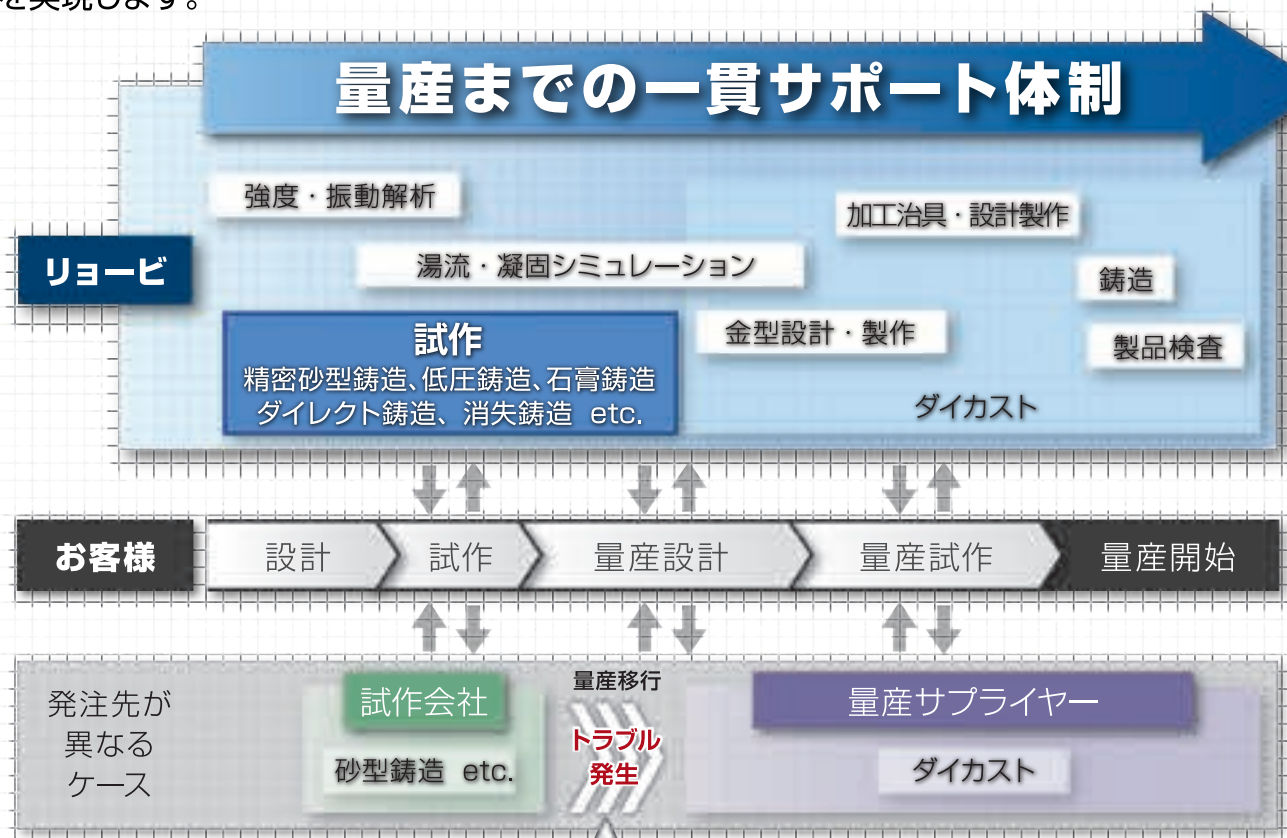 を実現します。
量産までの一貫サポート体制
強度・振動解析
加工治具・設計製作
リョービ
湯流・凝固シミュレーション
鋳造
試作
金型設計・製作
製品検査
精密砂型鋳造、低圧鋳造、石膏鋳造
ダイレクト鋳造、消失鋳造 etc.
ダイカスト
お客様
設計
試作
量産設計
量産試作
量産開始
発注先が
異なる
ケース
試作会社
砂型鋳造 etc.
量産移行
トラブル
発生
量産サプライヤー
ダイカスト